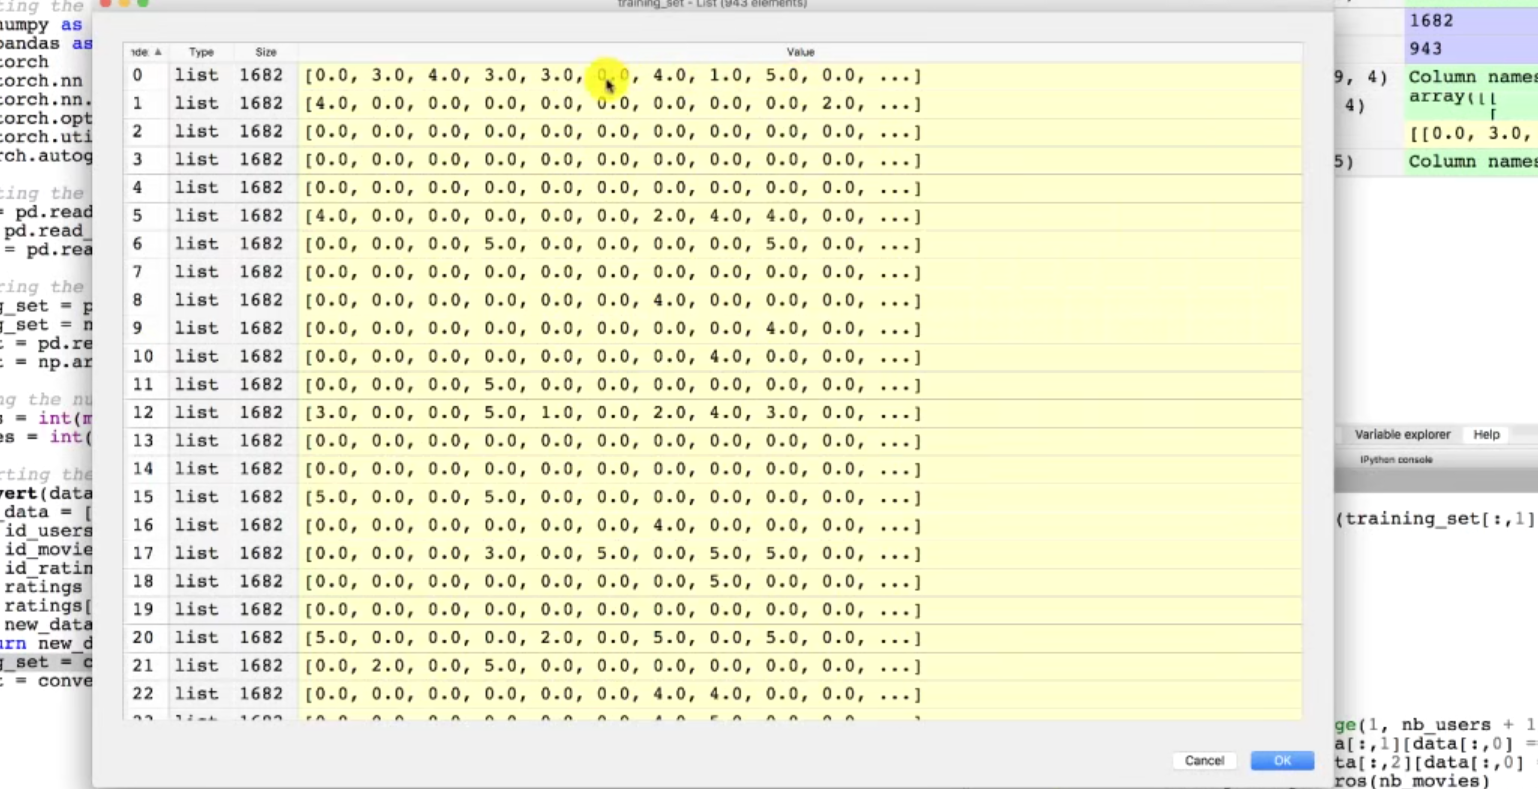 training_set - List (943 elements)
Type Size Value
0 list 1682 [0.0, 3.0, 4.0, 3.0, 3.0, 0.0, 4.0, 1.0, 5.0, 0.0, ...]
1 list 1682 [4.0, 0.0, 0.0, 0.0, 0.0, 0.0, 0.0, 0.0, 0.0, 2.0, ...]
2 list 1682 [0.0, 0.0, 0.0, 0.0, 0.0, 0.0, 0.0, 0.0, 0.0, 0.0, ...]
3 list 1682 [0.0, 0.0, 0.0, 0.0, 0.0, 0.0, 0.0, 0.0, 0.0, 0.0, ...]
4 list 1682 [0.0, 0.0, 0.0, 0.0, 0.0, 0.0, 0.0, 0.0, 0.0, 0.0, ...]
5 list 1682 [4.0, 0.0, 0.0, 0.0, 0.0, 0.0, 2.0, 4.0, 4.0, 0.0, ...]
6 list 1682 [0.0, 0.0, 0.0, 5.0, 0.0, 0.0, 0.0, 0.0, 5.0, 0.0, ...]
7 list 1682 [0.0, 0.0, 0.0, 0.0, 0.0, 0.0, 0.0, 0.0, 0.0, 0.0, ...]
8 list 1682 [0.0, 0.0, 0.0, 0.0, 0.0, 0.0, 4.0, 0.0, 0.0, 0.0, ...]
9 list 1682 [0.0, 0.0, 0.0, 0.0, 0.0, 0.0, 0.0, 0.0, 4.0, 0.0, ...]
10 list 1682 [0.0, 0.0, 0.0, 0.0, 0.0, 0.0, 0.0, 4.0, 0.0, 0.0, ...]
11 list 1682 [0.0, 0.0, 0.0, 5.0, 0.0, 0.0, 0.0, 0.0, 0.0, 0.0, ...]
12 list 1682 [3.0, 0.0, 0.0, 5.0, 1.0, 0.0, 2.0, 4.0, 3.0, 0.0, ...]
13 list 1682 [0.0, 0.0, 0.0, 0.0, 0.0, 0.0, 0.0, 0.0, 0.0, 0.0, ...]
14 list 1682 [0.0, 0.0, 0.0, 0.0, 0.0, 0.0, 0.0, 0.0, 0.0, 0.0, ...]
15 list 1682 [5.0, 0.0, 0.0, 5.0, 0.0, 0.0, 0.0, 0.0, 0.0, 0.0, ...]
16 list 1682 [0.0, 0.0, 0.0, 0.0, 0.0, 0.0, 4.0, 0.0, 0.0, 0.0, ...]
17 list 1682 [0.0, 0.0, 0.0, 3.0, 0.0, 5.0, 0.0, 5.0, 5.0, 0.0, ...]
18 list 1682 [0.0, 0.0, 0.0, 0.0, 0.0, 0.0, 0.0, 5.0, 0.0, 0.0, ...]
19 list 1682 [0.0, 0.0, 0.0, 0.0, 0.0, 0.0, 0.0, 0.0, 0.0, 0.0, ...]
20 list 1682 [5.0, 0.0, 0.0, 0.0, 2.0, 0.0, 5.0, 0.0, 5.0, 0.0, ...]
21 list 1682 [0.0, 2.0, 0.0, 5.0, 0.0, 0.0, 0.0, 0.0, 0.0, 0.0, ...]
22 list 1682 [0.0, 0.0, 0.0, 0.0, 0.0, 0.0, 4.0, 4.0, 0.0, 0.0, ...]
Cancel OK
ting the
numpy as
pandas as
torch
torch.nn
torch.nn.
torch.opt
torch.uti
rch.autog
ting the
= pd.read
pd.read_
= pd.rea
ring the
g_set = p
g_set = n
t = pd.re
t = np.ar
ng the nu
s = int(m
es = int(
rting the
vert(data
_data = [
id_users
id_movie
id_ratin
ratings
ratings[
new_data
urn new_d
g_set = c
t = conve
1682
943
9, 4) Column names
4) array([[
[[0.0, 3.0,
5) Column names
Variable explorer Help
IPython console
(training_set[:,1]
ge(1, nb_users + 1
a[:,1][data[:,0] =
ta[:,2][data[:,0]
ros(nb_movies)